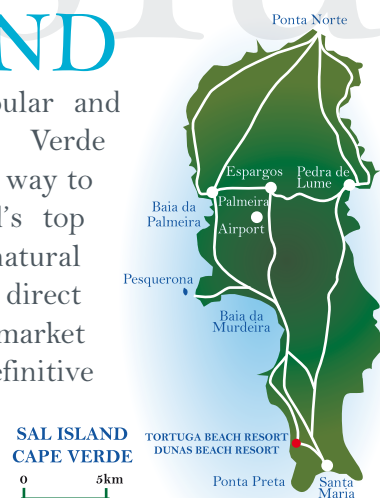 ND
pular and
Verde
way to
l's top
natural
direct
market
efinitive
Ponta Norte
Espargos
Pedra de
Lume
Palmeira
Airport
Baia da
Palmeira
Pesquerona
Baia da
Murdeira
SAL ISLAND
CAPE VERDE
0 5km
TORTUGA BEACH RESORT
DUNAS BEACH RESORT
Ponta Preta
Santa
Maria